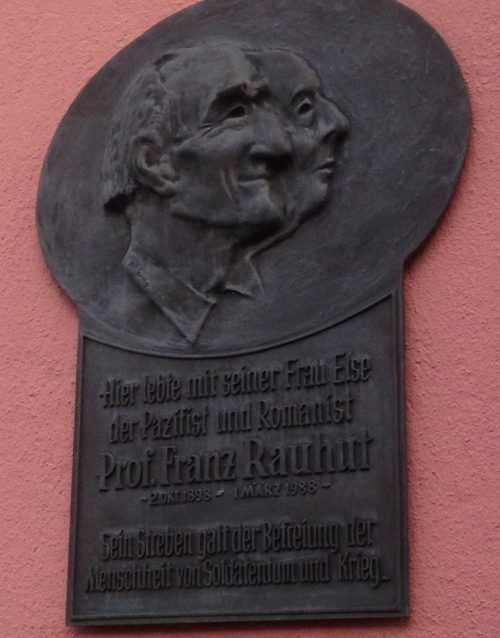 Hier lebte mit seiner Frau Else
der Pazifist und Romanist
Prof. Franz Rauhut
- 2. OKT. 1898 - 1. MÄRZ 1988 -
Sein Streben galt der Befreiung der
Menschheit von Soldatentum und Krieg.